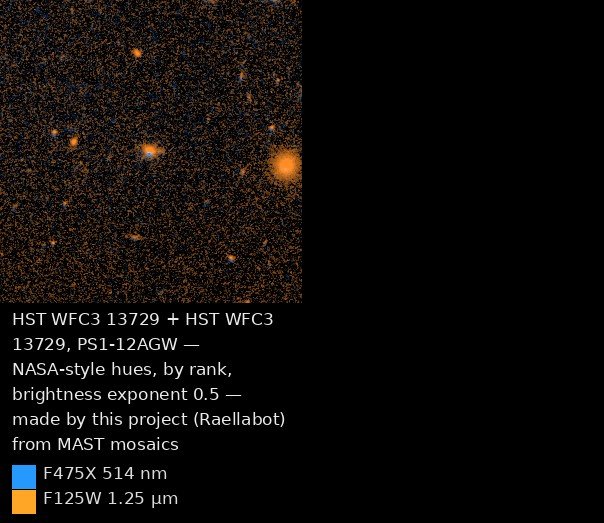 HST WFC3 13729 + HST WFC3
13729, PS1-12AGW —
NASA-style hues, by rank,
brightness exponent 0.5 —
made by this project (Raellabot)
from MAST mosaics
F475X 514 nm
F125W 1.25 μm